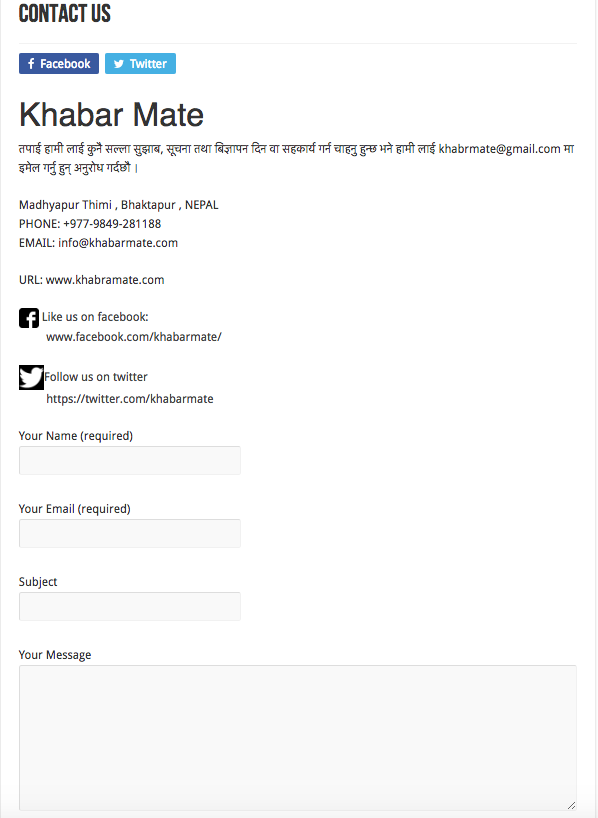 CONTACT US
Facebook Twitter
Khabar Mate
तपाई हामी लाई कुनै सल्ला सुझाब, सूचना तथा बिज्ञापन दिन वा सहकार्य गर्न चाहनु हुन्छ भने हामी लाई khabrmate@gmail.com मा
इमेल गर्नु हुन् अनुरोध गर्दछौ ।
Madhyapur Thimi , Bhaktapur , NEPAL
PHONE: +977-9849-281188
EMAIL: info@khabarmate.com
URL: www.khabramate.com
Like us on facebook:
www.facebook.com/khabarmate/
Follow us on twitter
https://twitter.com/khabarmate
Your Name (required)
Your Email (required)
Subject
Your Message